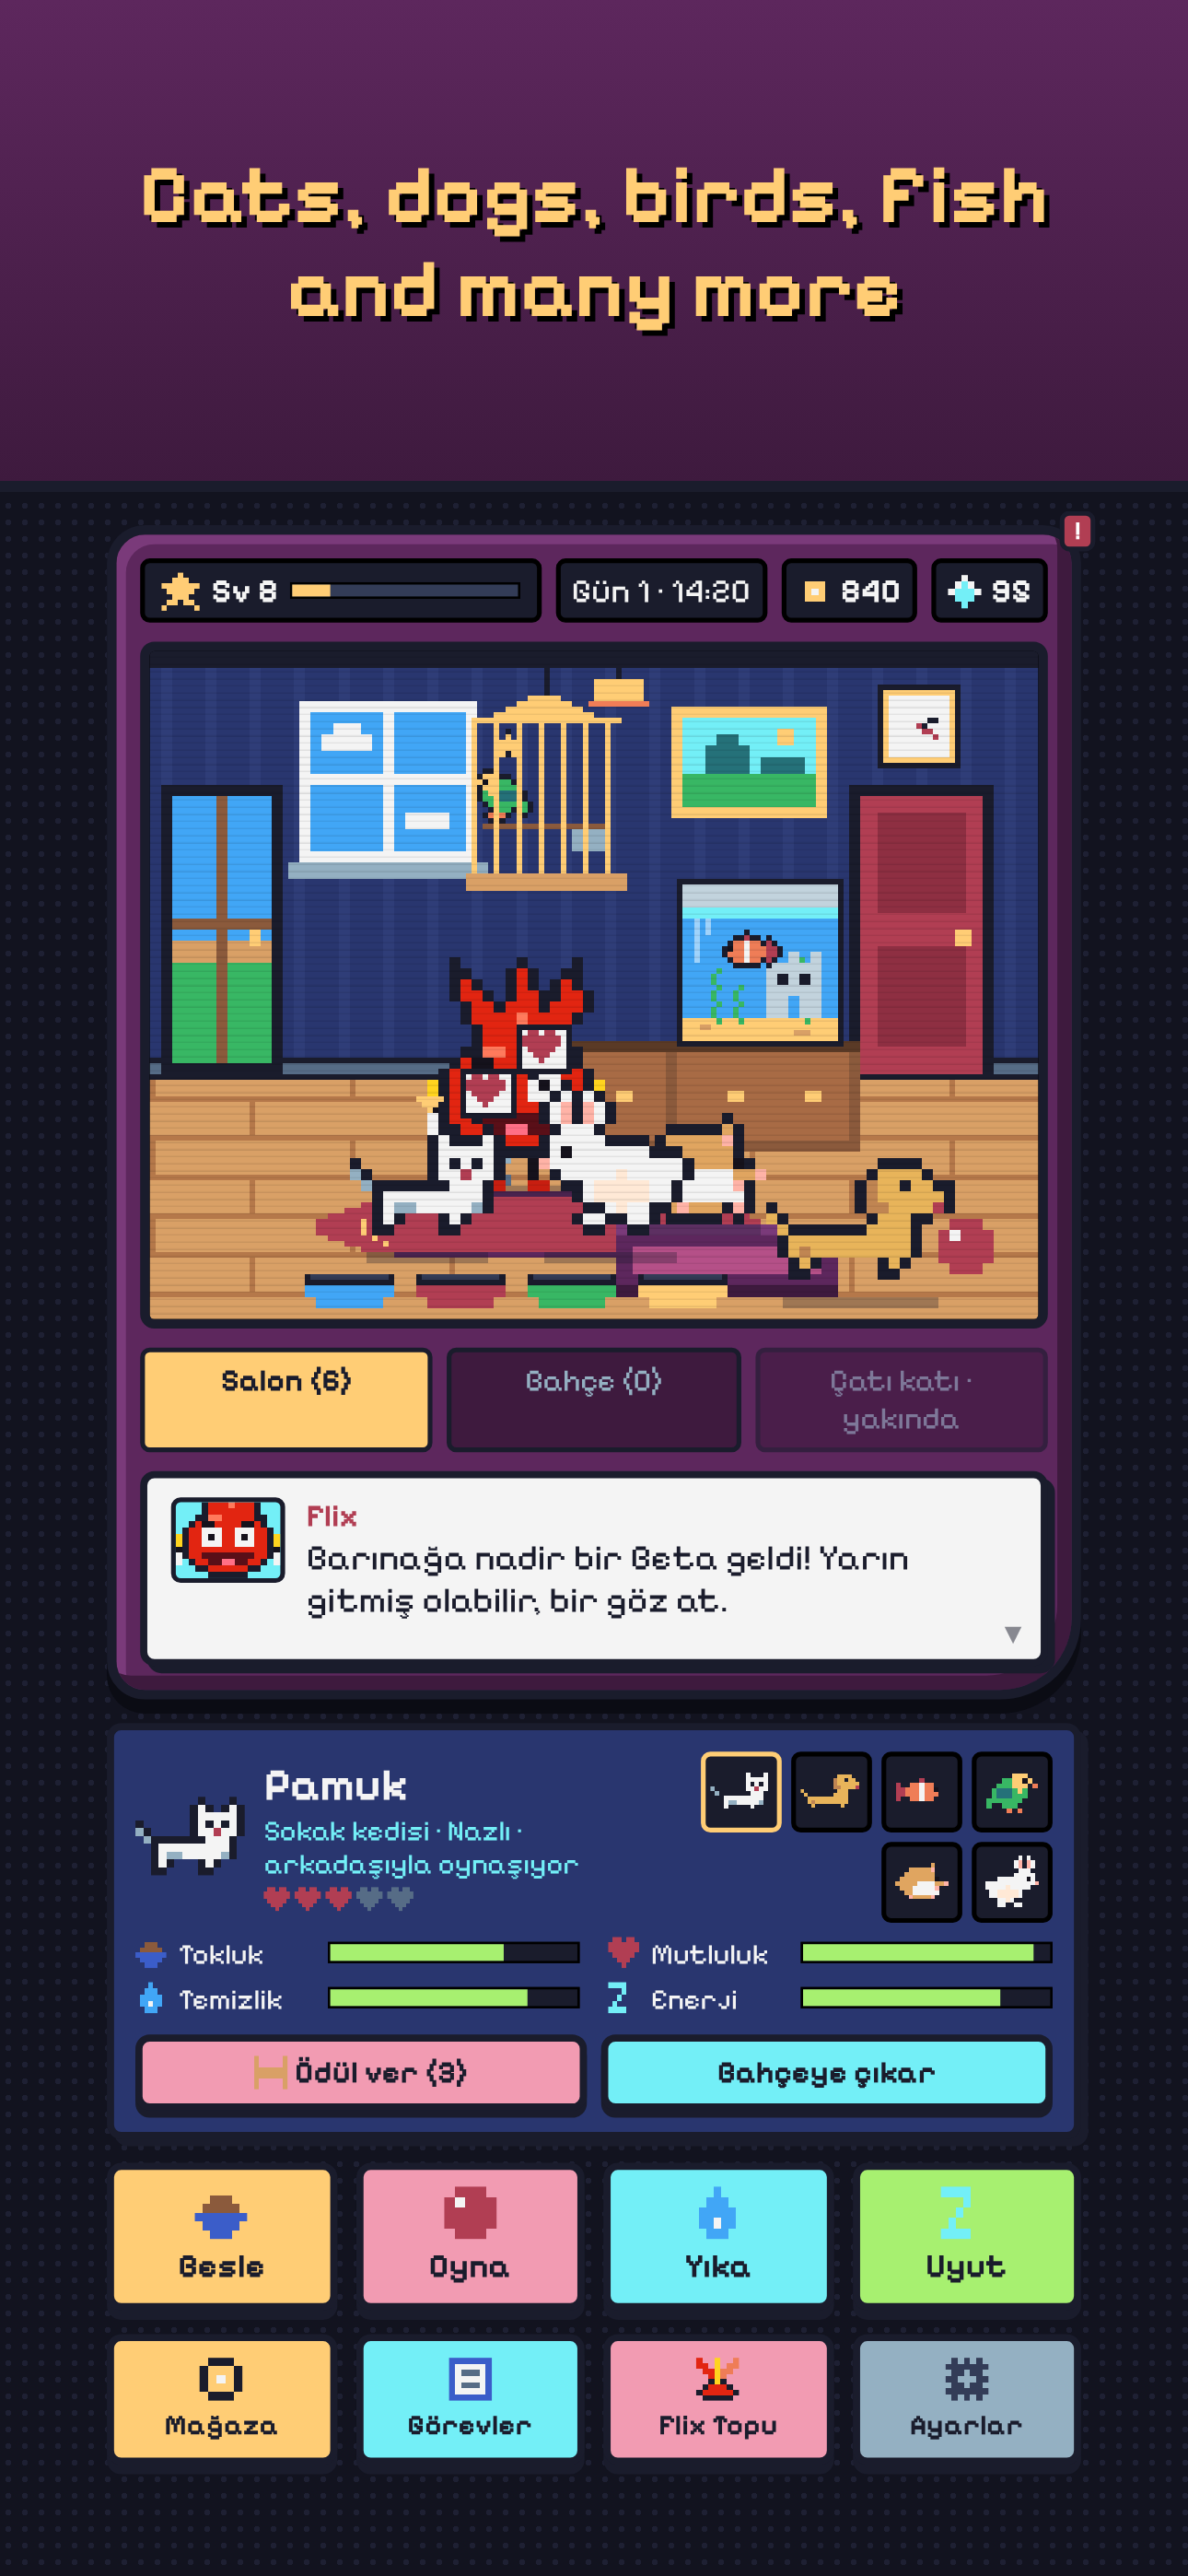 Cats, dogs, birds, fish
and many more
!
Sv 8
Gün 1 · 14:20
840
98
Salon (6)
Bahçe (0)
Çatı katı ·
yakında
Flix
Barınağa nadir bir Beta geldi! Yarın
gitmiş olabilir, bir göz at.
Pamuk
Sokak kedisi · Nazlı ·
arkadaşıyla oynaşıyor
Tokluk
Mutluluk
Temizlik
Enerji
Ödül ver (3)
Bahçeye çıkar
Besle
Oyna
Yıka
Uyut
Mağaza
Görevler
Flix Topu
Ayarlar